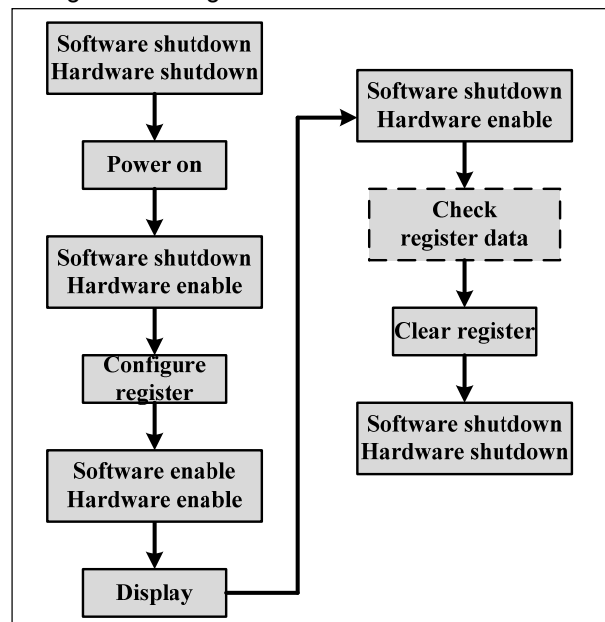 Software shutdown
Hardware shutdown
Power on
Software shutdown
Hardware enable
Configure
register
Software enable
Hardware enable
Display
Software shutdown
Hardware enable
Check
register data
Clear register
Software shutdown
Hardware shutdown